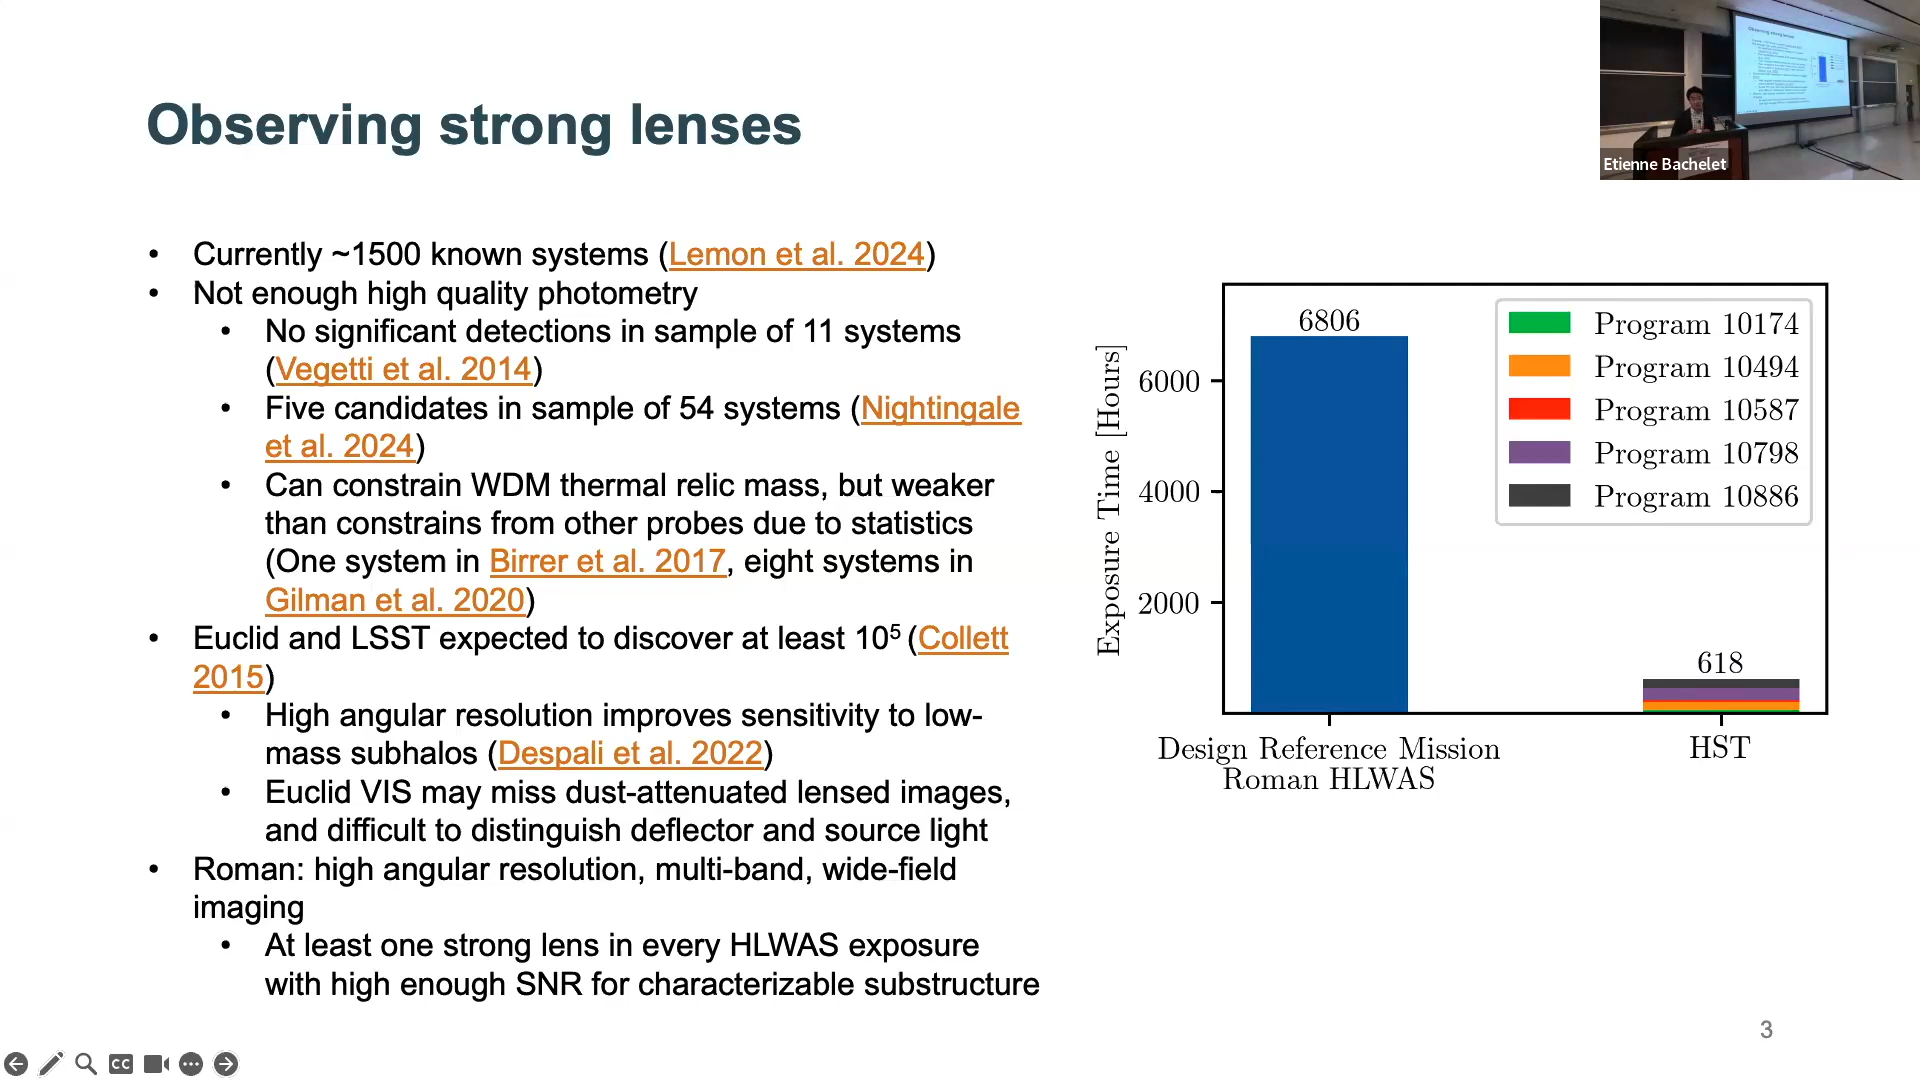 Observing strong lenses
• Currently ~1500 known systems (Lemon et al. 2024)
• Not enough high quality photometry
• No significant detections in sample of 11 systems
(Vegetti et al. 2014)
• Five candidates in sample of 54 systems (Nightingale
et al. 2024)
• Can constrain WDM thermal relic mass, but weaker
than constrains from other probes due to statistics
(One system in Birrer et al. 2017, eight systems in
Gilman et al. 2020)
• Euclid and LSST expected to discover at least 10⁵ (Collett
2015)
• High angular resolution improves sensitivity to low-
mass subhalos (Despali et al. 2022)
• Euclid VIS may miss dust-attenuated lensed images,
and difficult to distinguish deflector and source light
• Roman: high angular resolution, multi-band, wide-field
imaging
• At least one strong lens in every HLWAS exposure
with high enough SNR for characterizable substructure
Etienne Bachelet
Observing strong lenses
Exposure Time [Hours]
6000
4000
2000
6806
618
Program 10174
Program 10494
Program 10587
Program 10798
Program 10886
Design Reference Mission
Roman HLWAS
HST
3
CC